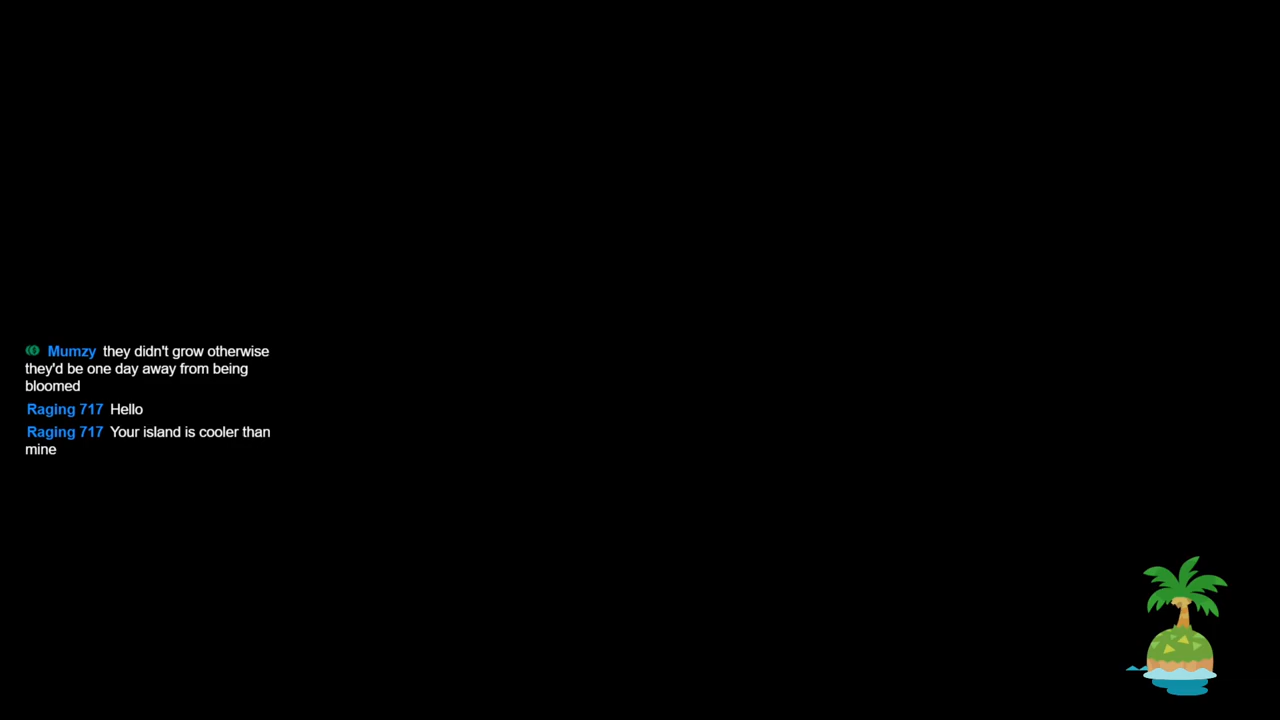 Mumzy they didn't grow otherwise
they'd be one day away from being
bloomed
Raging 717 Hello
Raging 717 Your island is cooler than
mine